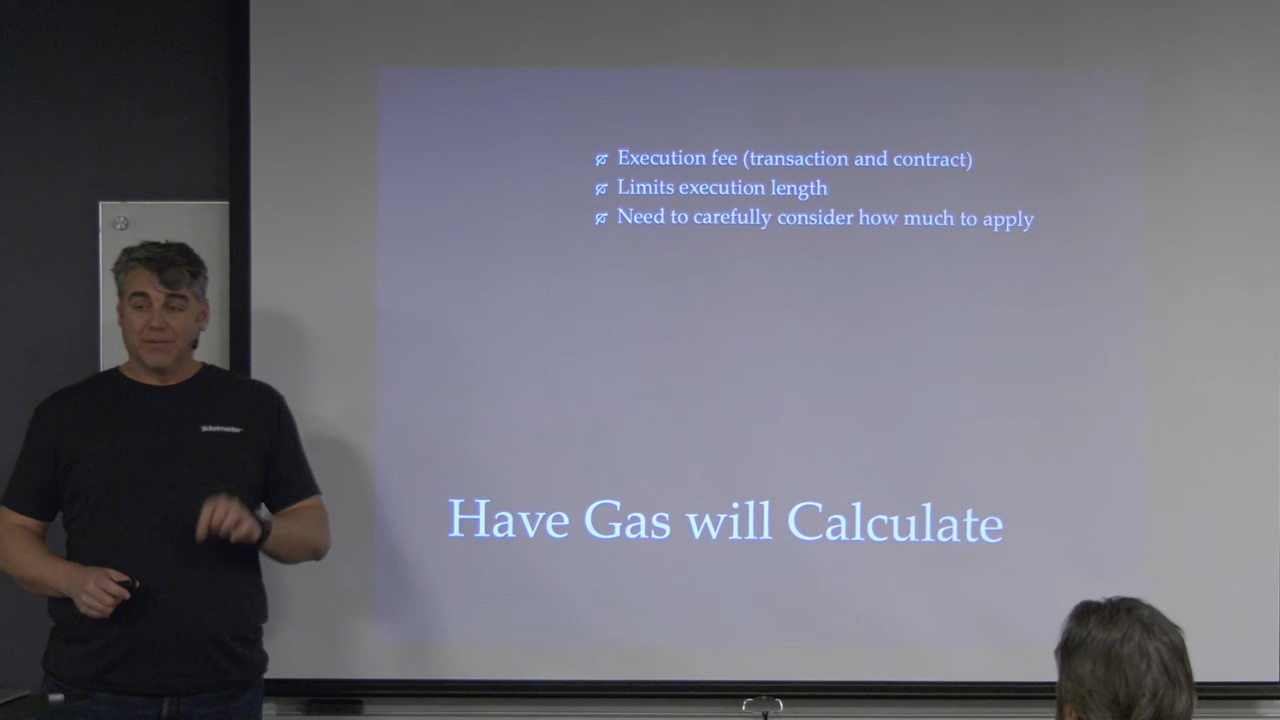 Execution fee (transaction and contract)
Limits execution length
Need to carefully consider how much to apply
Have Gas will Calculate
ticketmaster